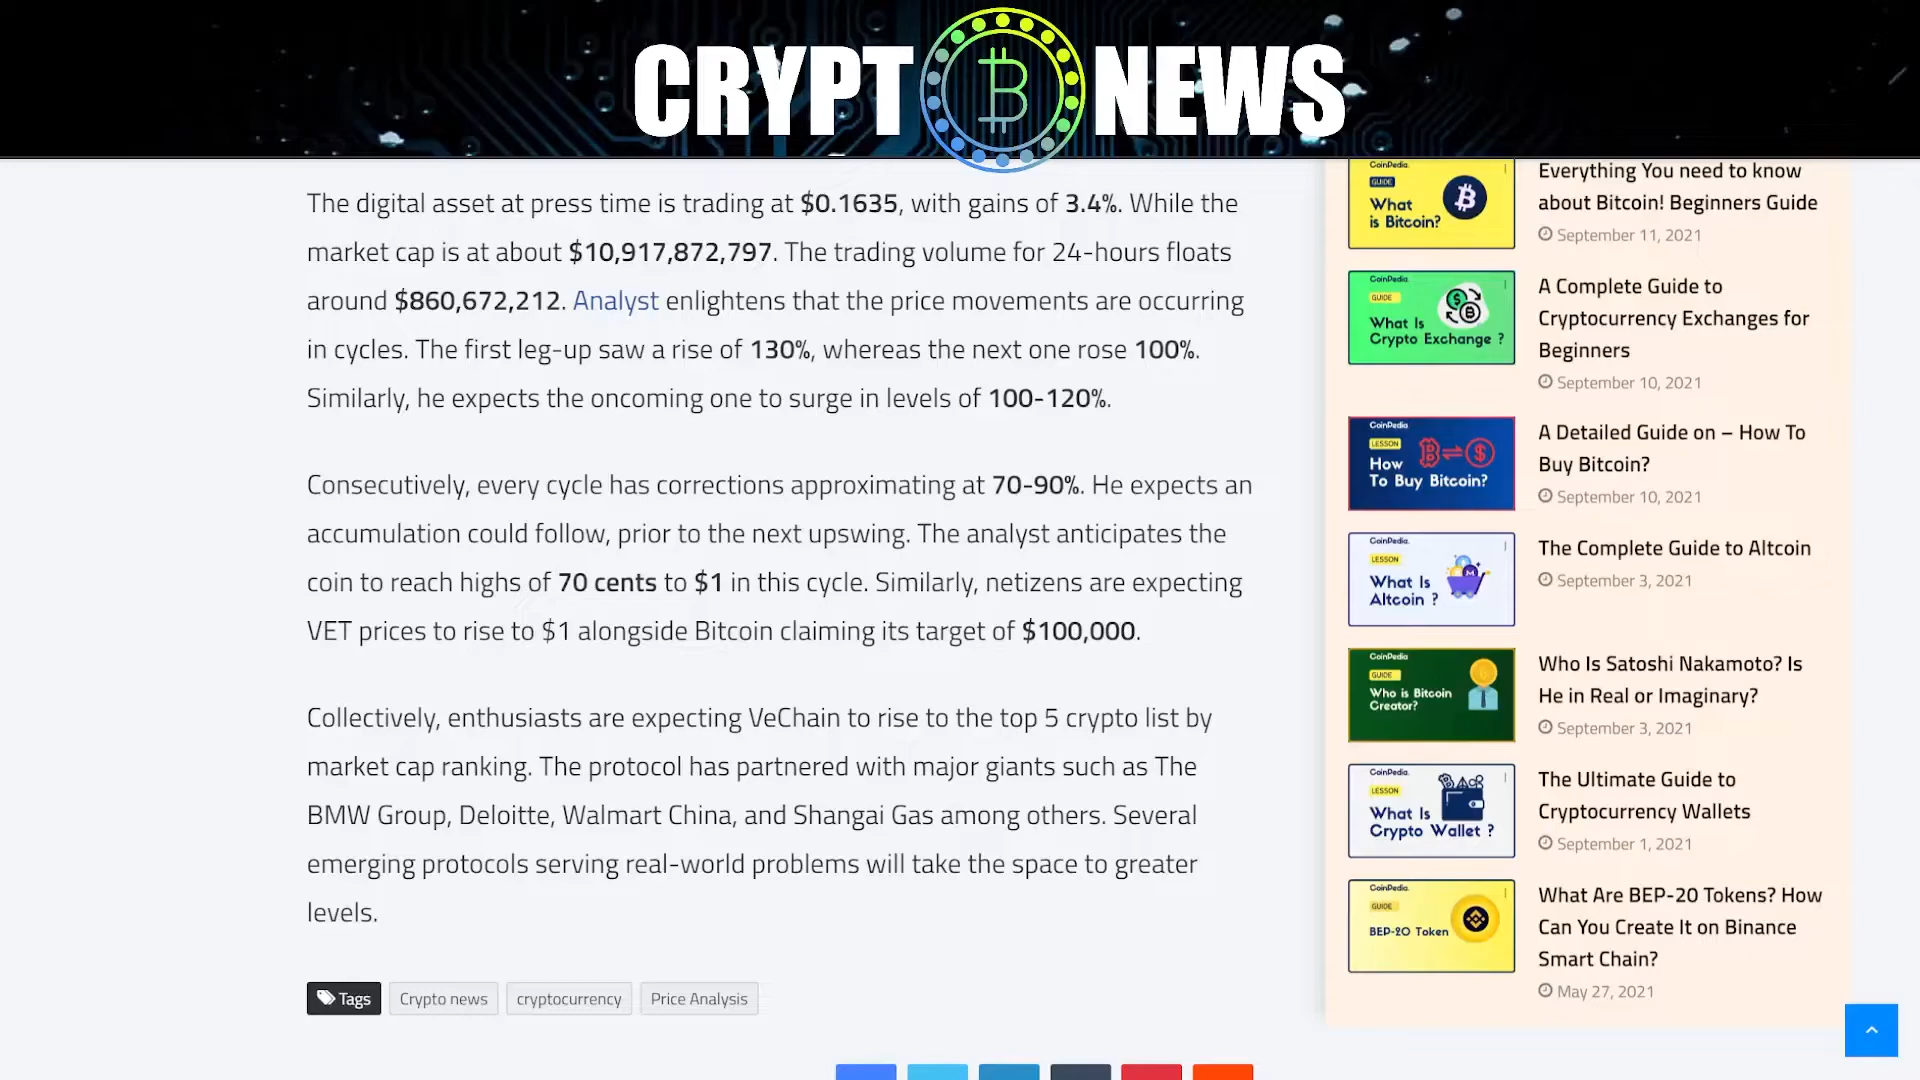 CRYPT NEWS
The digital asset at press time is trading at $0.1635, with gains of 3.4%. While the
market cap is at about $10,917,872,797. The trading volume for 24-hours floats
around $860,672,212. Analyst enlightens that the price movements are occurring
in cycles. The first leg-up saw a rise of 130%, whereas the next one rose 100%.
Similarly, he expects the oncoming one to surge in levels of 100-120%.
Consecutively, every cycle has corrections approximating at 70-90%. He expects an
accumulation could follow, prior to the next upswing. The analyst anticipates the
coin to reach highs of 70 cents to $1 in this cycle. Similarly, netizens are expecting
VET prices to rise to $1 alongside Bitcoin claiming its target of $100,000.
Collectively, enthusiasts are expecting VeChain to rise to the top 5 crypto list by
market cap ranking. The protocol has partnered with major giants such as The
BMW Group, Deloitte, Walmart China, and Shangai Gas among others. Several
emerging protocols serving real-world problems will take the space to greater
levels.
Tags Crypto news cryptocurrency Price Analysis
CoinPedia.
GUIDE
What
is Bitcoin?
Everything You need to know
about Bitcoin! Beginners Guide
September 11, 2021
CoinPedia.
GUIDE
What Is
Crypto Exchange ?
A Complete Guide to
Cryptocurrency Exchanges for
Beginners
September 10, 2021
CoinPedia.
LESSON
How
To Buy Bitcoin?
A Detailed Guide on – How To
Buy Bitcoin?
September 10, 2021
CoinPedia.
LESSON
What Is
Altcoin ?
The Complete Guide to Altcoin
September 3, 2021
CoinPedia
GUIDE
Who is Bitcoin
Creator?
Who Is Satoshi Nakamoto? Is
He in Real or Imaginary?
September 3, 2021
CoinPedia.
LESSON
What Is
Crypto Wallet ?
The Ultimate Guide to
Cryptocurrency Wallets
September 1, 2021
CoinPedia.
GUIDE
BEP-20 Token
What Are BEP-20 Tokens? How
Can You Create It on Binance
Smart Chain?
May 27, 2021